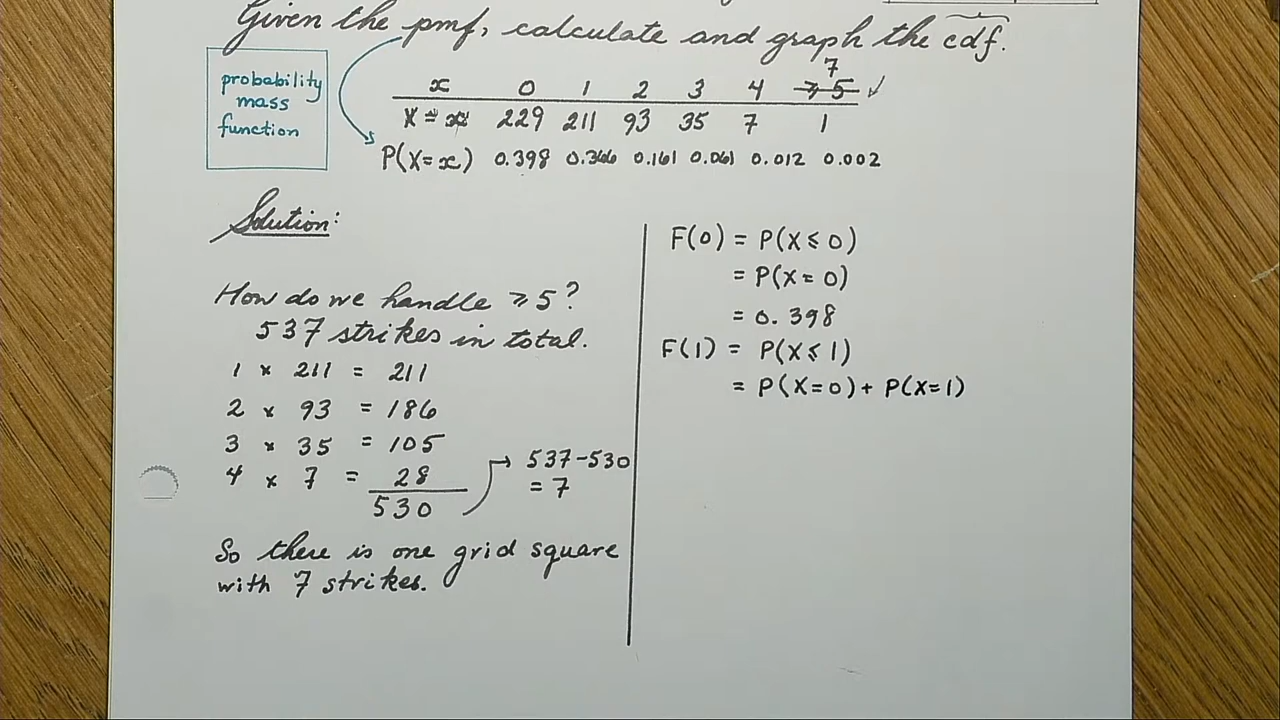 Given the pmf, calculate and graph the cdf.
probability
mass
function
7
x 0 1 2 3 4 ⩾ 5 ✓
X = x 229 211 93 35 7 1
P(X=x) 0.398 0.366 0.161 0.061 0.012 0.002
Solution:
How do we handle ⩾ 5?
537 strikes in total.
1 × 211 = 211
2 × 93 = 186
3 × 35 = 105
4 × 7 = 28
530
→ 537-530
= 7
So there is one grid square
with 7 strikes.
F(0) = P(X ⩽ 0)
= P(X = 0)
= 0.398
F(1) = P(X ⩽ 1)
= P(X=0) + P(X=1)